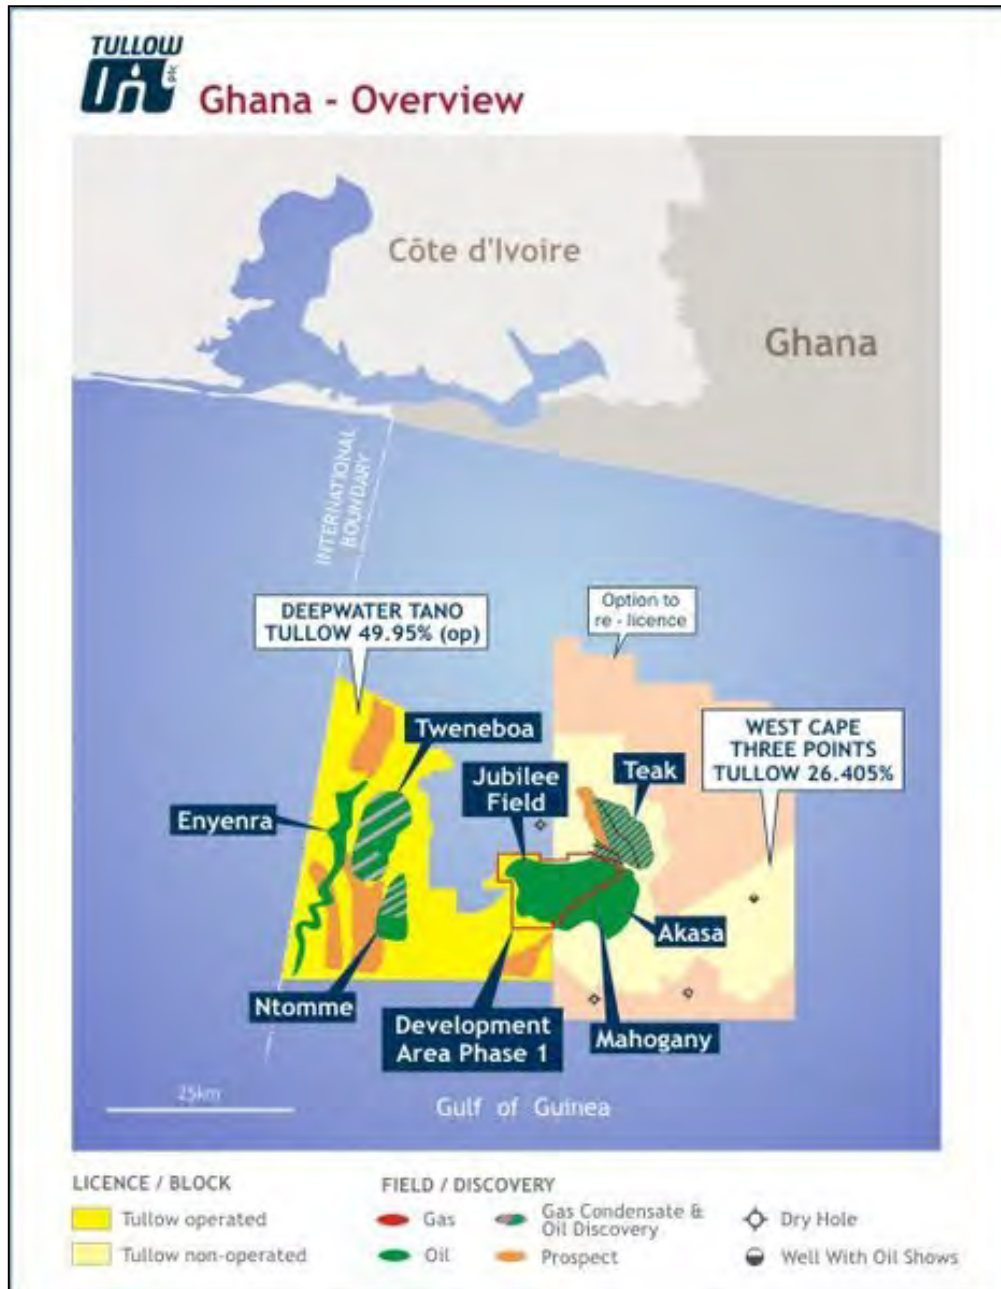 TULLOW
Oil plc
Ghana - Overview
Côte d'Ivoire
Ghana
INTERNATIONAL
BOUNDARY
DEEPWATER TANO
TULLOW 49.95% (op)
Option to
re - licence
WEST CAPE
THREE POINTS
TULLOW 26.405%
Tweneboa
Jubilee
Field
Teak
Enyenra
Akasa
Ntomme
Development
Area Phase 1
Mahogany
25km
Gulf of Guinea
LICENCE / BLOCK
Tullow operated
Tullow non-operated
FIELD / DISCOVERY
Gas
Oil
Gas Condensate &
Oil Discovery
Prospect
Dry Hole
Well With Oil Shows